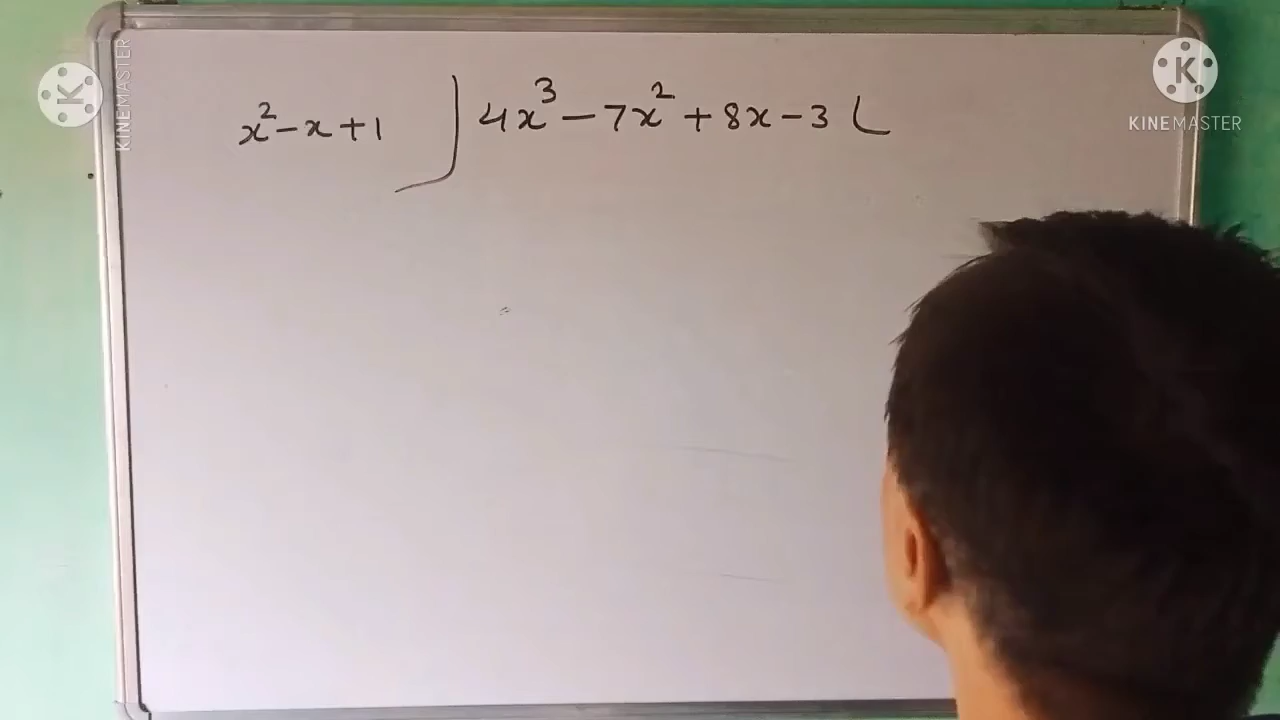 x² - x + 1 ) 4x³ - 7x² + 8x - 3 (
KINEMASTER
KINEMASTER